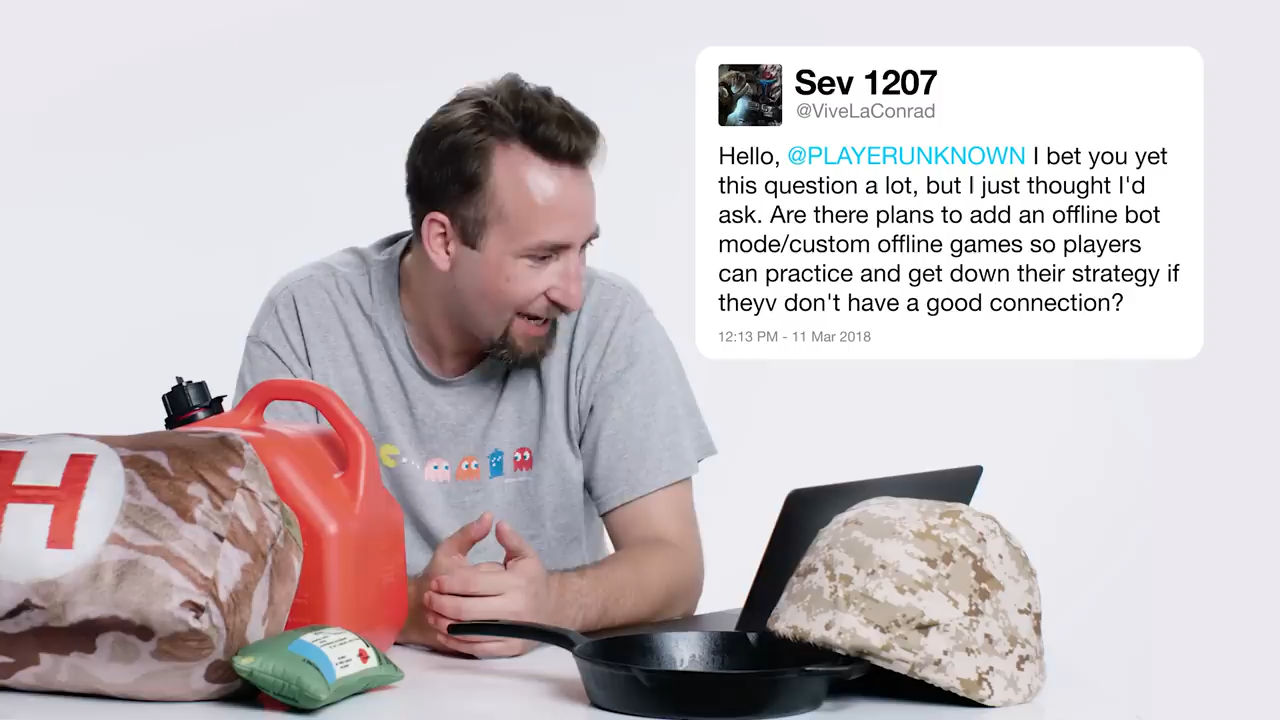 Sev 1207
@ViveLaConrad
Hello, @PLAYERUNKNOWN I bet you yet
this question a lot, but I just thought I'd
ask. Are there plans to add an offline bot
mode/custom offline games so players
can practice and get down their strategy if
theyv don't have a good connection?
12:13 PM - 11 Mar 2018
H